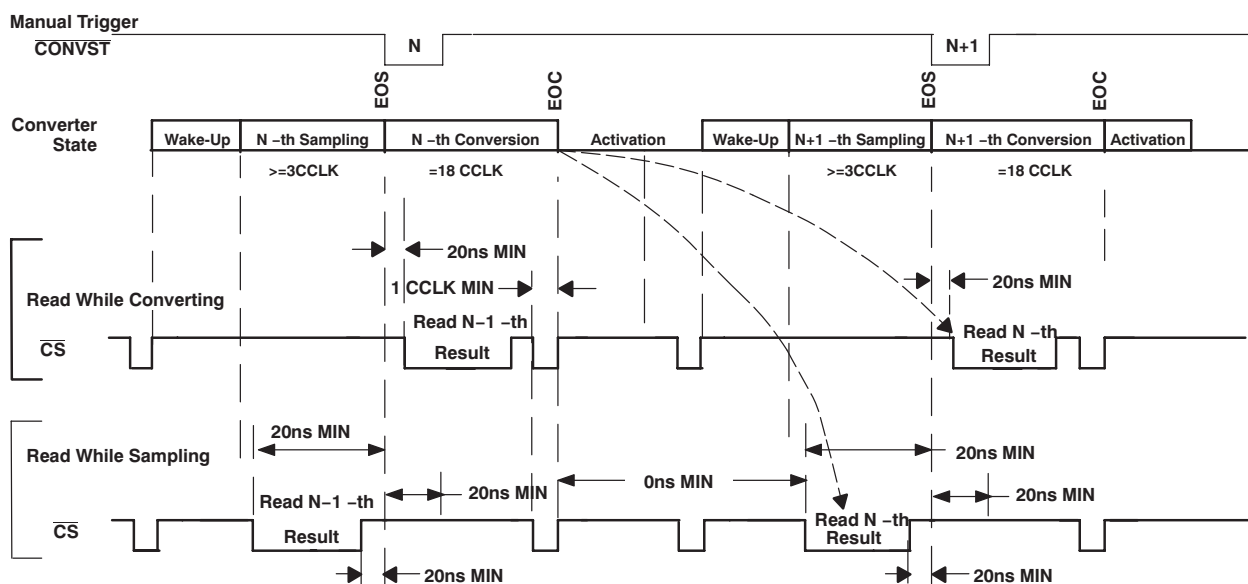 Manual Trigger
CONVST
N
N+1
EOS
EOC
EOS
EOC
Converter
State
Wake-Up
N -th Sampling
N -th Conversion
Activation
Wake-Up
N+1 -th Sampling
N+1 -th Conversion
Activation
>=3CCLK
=18 CCLK
>=3CCLK
=18 CCLK
20ns MIN
20ns MIN
Read While Converting
1 CCLK MIN
Read N−1 -th
Result
Read N -th
Result
CS
20ns MIN
20ns MIN
Read While Sampling
Read N−1 -th
Result
20ns MIN
0ns MIN
20ns MIN
Read N -th
Result
CS
20ns MIN
20ns MIN